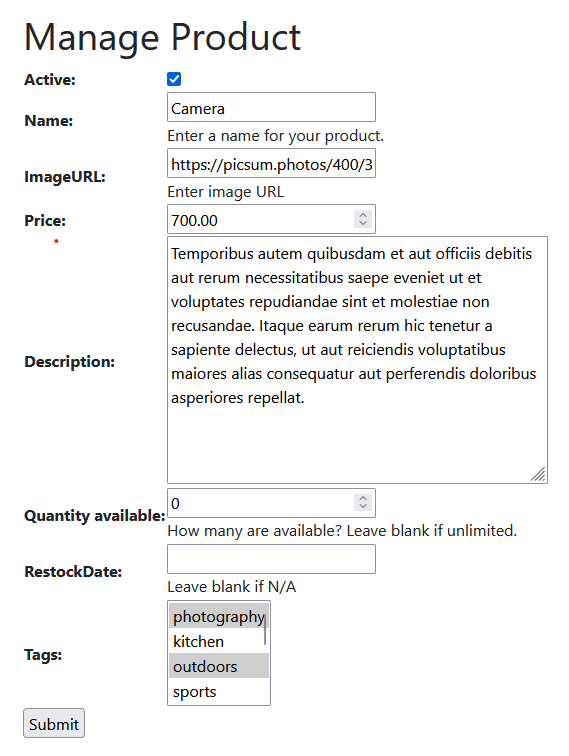 Manage Product
Active:
Name:
Camera
Enter a name for your product.
ImageURL:
https://picsum.photos/400/3
Enter image URL
Price:
700.00
Description:
Temporibus autem quibusdam et aut officiis debitis
aut rerum necessitatibus saepe eveniet ut et
voluptates repudiandae sint et molestiae non
recusandae. Itaque earum rerum hic tenetur a
sapiente delectus, ut aut reiciendis voluptatibus
maiores alias consequatur aut perferendis doloribus
asperiores repellat.
Quantity available:
0
How many are available? Leave blank if unlimited.
RestockDate:
Leave blank if N/A
Tags:
photography
kitchen
outdoors
sports
Submit